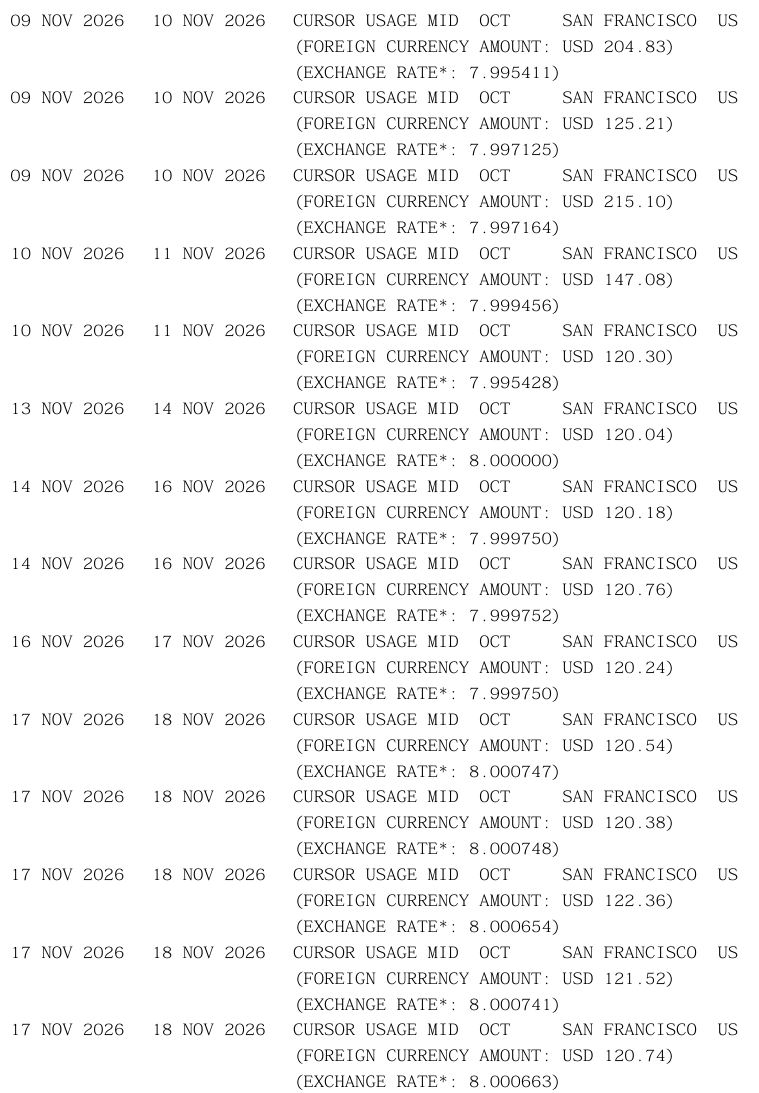 09 NOV 2026 10 NOV 2026 CURSOR USAGE MID OCT SAN FRANCISCO US
(FOREIGN CURRENCY AMOUNT: USD 204.83)
(EXCHANGE RATE*: 7.995411)
09 NOV 2026 10 NOV 2026 CURSOR USAGE MID OCT SAN FRANCISCO US
(FOREIGN CURRENCY AMOUNT: USD 125.21)
(EXCHANGE RATE*: 7.997125)
09 NOV 2026 10 NOV 2026 CURSOR USAGE MID OCT SAN FRANCISCO US
(FOREIGN CURRENCY AMOUNT: USD 215.10)
(EXCHANGE RATE*: 7.997164)
10 NOV 2026 11 NOV 2026 CURSOR USAGE MID OCT SAN FRANCISCO US
(FOREIGN CURRENCY AMOUNT: USD 147.08)
(EXCHANGE RATE*: 7.999456)
10 NOV 2026 11 NOV 2026 CURSOR USAGE MID OCT SAN FRANCISCO US
(FOREIGN CURRENCY AMOUNT: USD 120.30)
(EXCHANGE RATE*: 7.995428)
13 NOV 2026 14 NOV 2026 CURSOR USAGE MID OCT SAN FRANCISCO US
(FOREIGN CURRENCY AMOUNT: USD 120.04)
(EXCHANGE RATE*: 8.000000)
14 NOV 2026 16 NOV 2026 CURSOR USAGE MID OCT SAN FRANCISCO US
(FOREIGN CURRENCY AMOUNT: USD 120.18)
(EXCHANGE RATE*: 7.999750)
14 NOV 2026 16 NOV 2026 CURSOR USAGE MID OCT SAN FRANCISCO US
(FOREIGN CURRENCY AMOUNT: USD 120.76)
(EXCHANGE RATE*: 7.999752)
16 NOV 2026 17 NOV 2026 CURSOR USAGE MID OCT SAN FRANCISCO US
(FOREIGN CURRENCY AMOUNT: USD 120.24)
(EXCHANGE RATE*: 7.999750)
17 NOV 2026 18 NOV 2026 CURSOR USAGE MID OCT SAN FRANCISCO US
(FOREIGN CURRENCY AMOUNT: USD 120.54)
(EXCHANGE RATE*: 8.000747)
17 NOV 2026 18 NOV 2026 CURSOR USAGE MID OCT SAN FRANCISCO US
(FOREIGN CURRENCY AMOUNT: USD 120.38)
(EXCHANGE RATE*: 8.000748)
17 NOV 2026 18 NOV 2026 CURSOR USAGE MID OCT SAN FRANCISCO US
(FOREIGN CURRENCY AMOUNT: USD 122.36)
(EXCHANGE RATE*: 8.000654)
17 NOV 2026 18 NOV 2026 CURSOR USAGE MID OCT SAN FRANCISCO US
(FOREIGN CURRENCY AMOUNT: USD 121.52)
(EXCHANGE RATE*: 8.000741)
17 NOV 2026 18 NOV 2026 CURSOR USAGE MID OCT SAN FRANCISCO US
(FOREIGN CURRENCY AMOUNT: USD 120.74)
(EXCHANGE RATE*: 8.000663)